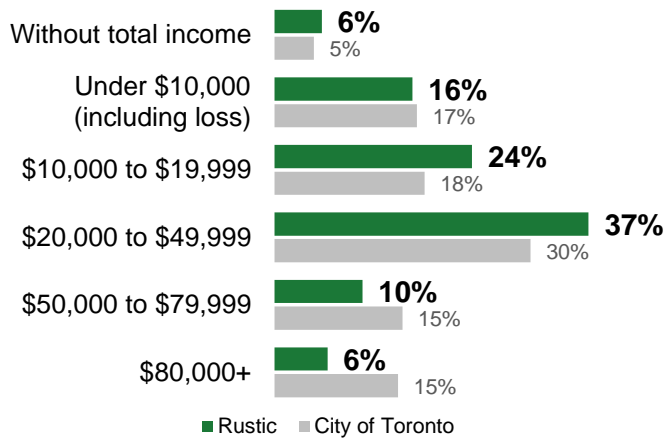 Without total income
6%
5%
Under $10,000
(including loss)
16%
17%
$10,000 to $19,999
24%
18%
$20,000 to $49,999
37%
30%
$50,000 to $79,999
10%
15%
$80,000+
6%
15%
Rustic City of Toronto